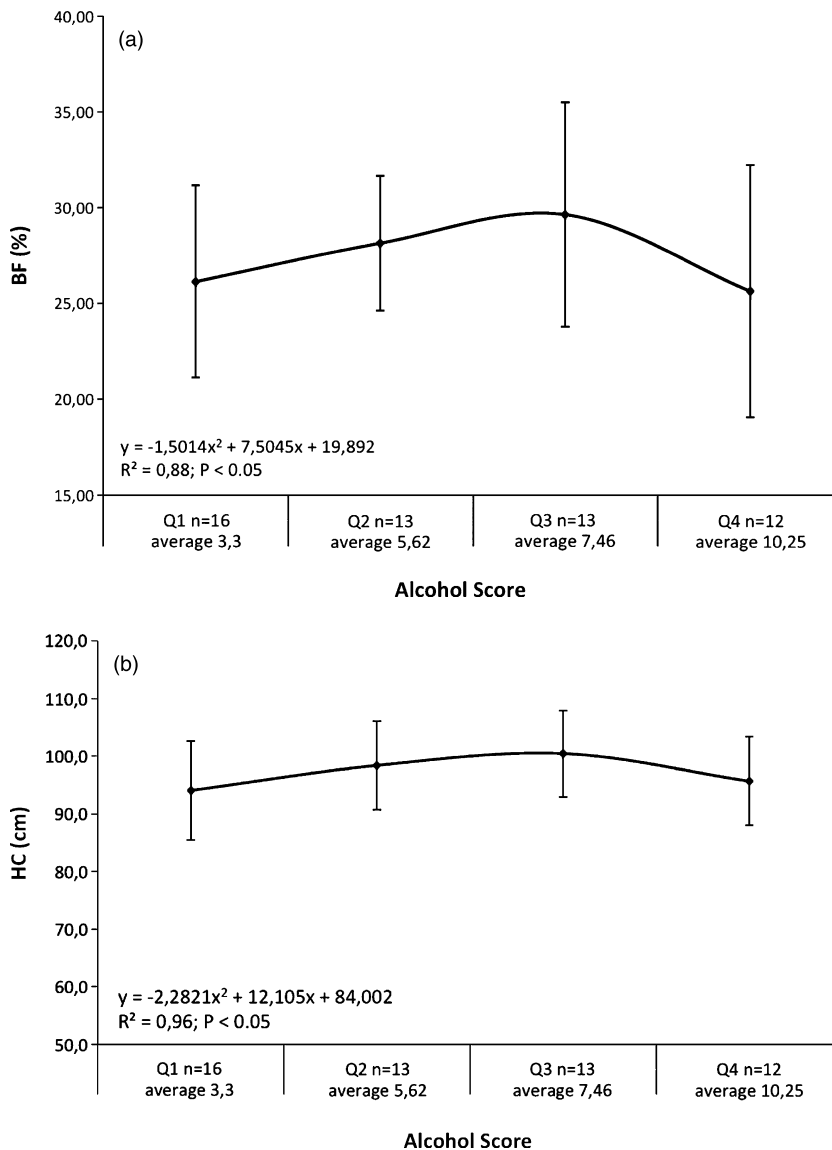 (a)
40,00
35,00
30,00
25,00
20,00
15,00
BF (%)
y = -1,5014x² + 7,5045x + 19,892
R² = 0,88; P < 0.05
Q1 n=16
average 3,3
Q2 n=13
average 5,62
Q3 n=13
average 7,46
Q4 n=12
average 10,25
Alcohol Score
(b)
120,0
110,0
100,0
90,0
80,0
70,0
60,0
50,0
HC (cm)
y = -2,2821x² + 12,105x + 84,002
R² = 0,96; P < 0.05
Q1 n=16
average 3,3
Q2 n=13
average 5,62
Q3 n=13
average 7,46
Q4 n=12
average 10,25
Alcohol Score